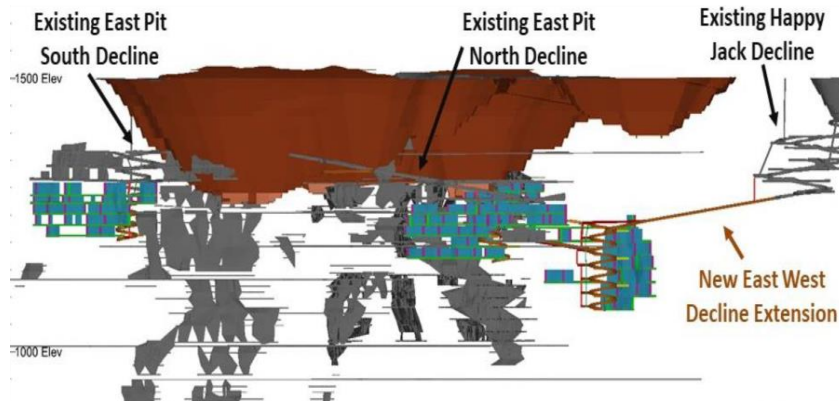 Existing East Pit
South Decline
Existing East Pit
North Decline
Existing Happy
Jack Decline
1500 Elev
New East West
Decline Extension
1000 Elev